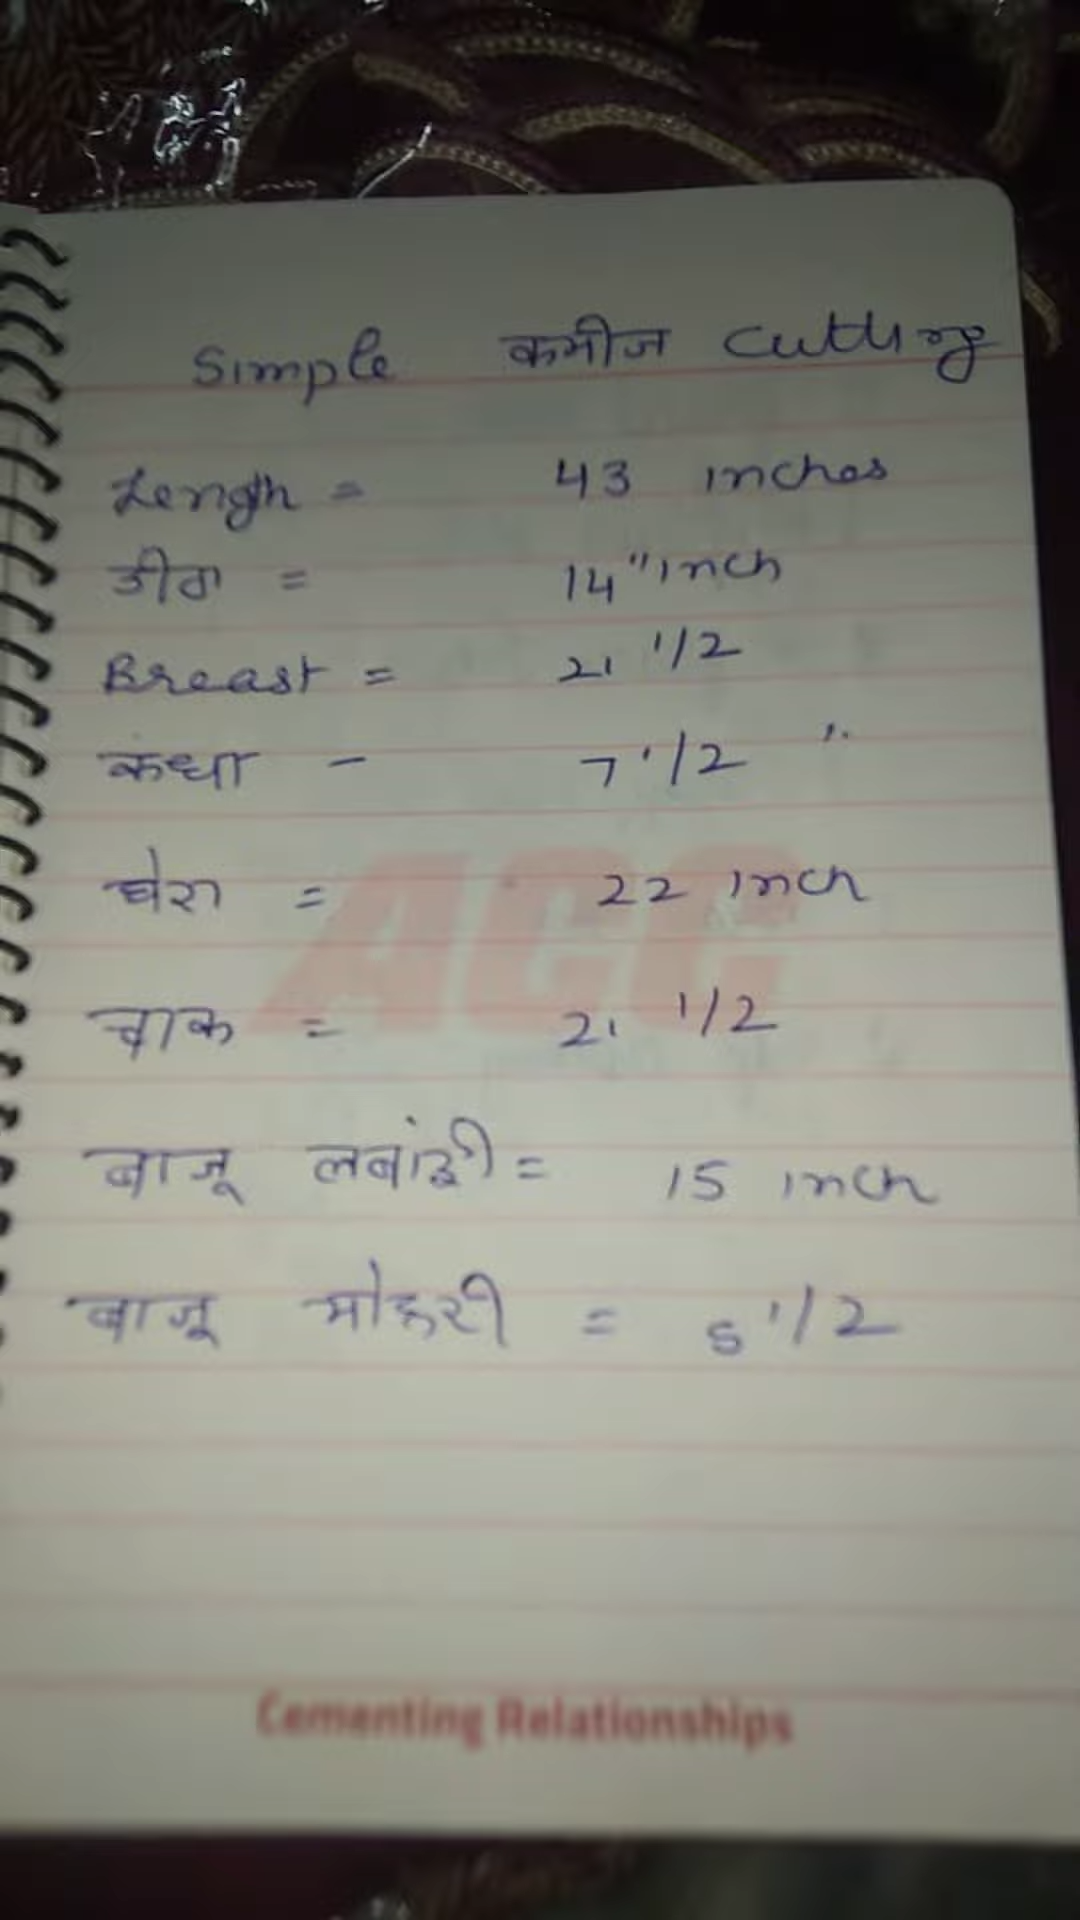 Simple कमीज cutting
Length = 43 inches
तीरा = 14" inch
Breast = 21 1/2
कंधा - 7 1/2 "
घेरा = 22 inch
चाक = 21 1/2
बाजू लबांई = 15 inch
बाजू मोहरी = 5 1/2
ACC
Cementing Relationships